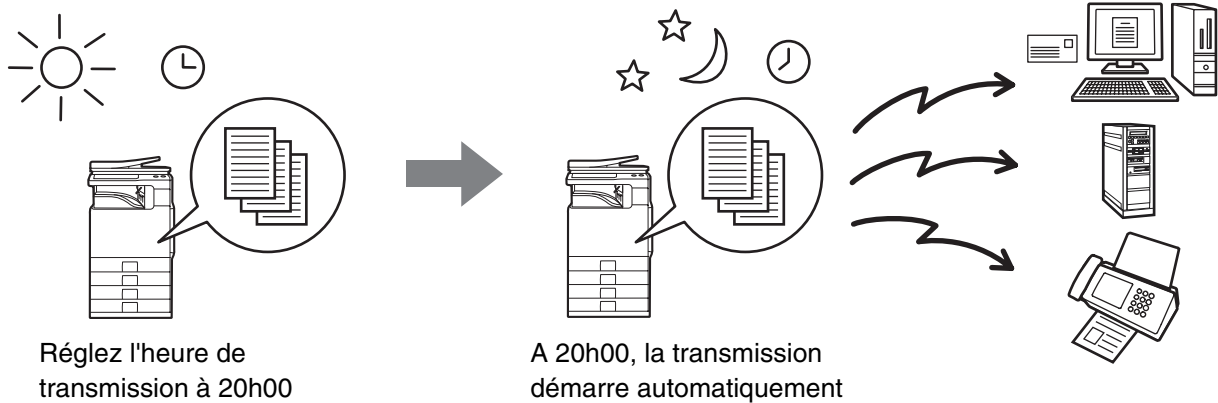 Réglez l'heure de
transmission à 20h00
A 20h00, la transmission
démarre automatiquement